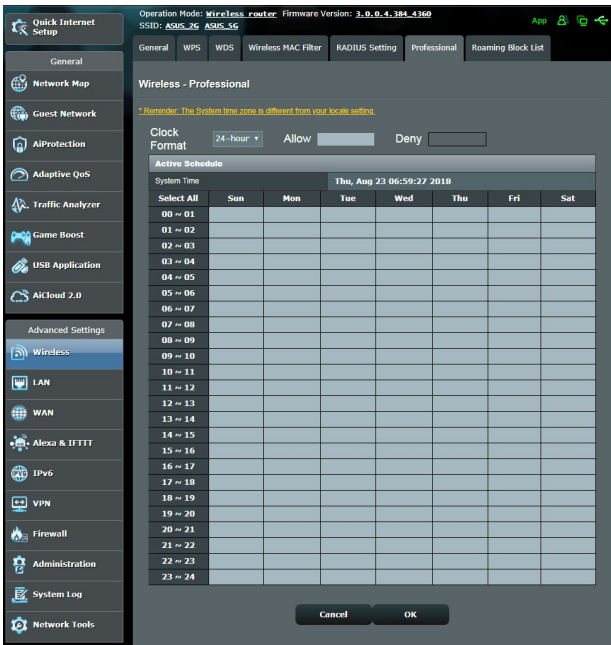 Operation Mode: Wireless router Firmware Version: 3.0.0.4.384_4360
SSID: ASUS_2G ASUS_5G
App
Quick Internet
Setup
General
Network Map
Guest Network
AiProtection
Adaptive QoS
Traffic Analyzer
Game Boost
USB Application
AiCloud 2.0
Advanced Settings
Wireless
LAN
WAN
Alexa & IFTTT
IPv6
VPN
Firewall
Administration
System Log
Network Tools
General WPS WDS Wireless MAC Filter RADIUS Setting Professional Roaming Block List
Wireless - Professional
* Reminder: The System time zone is different from your locale setting.
Clock
Format
24-hour
Allow
Deny
Active Schedule
System Time Thu, Aug 23 06:59:27 2018
Select All Sun Mon Tue Wed Thu Fri Sat
00 ~ 01
01 ~ 02
02 ~ 03
03 ~ 04
04 ~ 05
05 ~ 06
06 ~ 07
07 ~ 08
08 ~ 09
09 ~ 10
10 ~ 11
11 ~ 12
12 ~ 13
13 ~ 14
14 ~ 15
15 ~ 16
16 ~ 17
17 ~ 18
18 ~ 19
19 ~ 20
20 ~ 21
21 ~ 22
22 ~ 23
23 ~ 24
Cancel OK